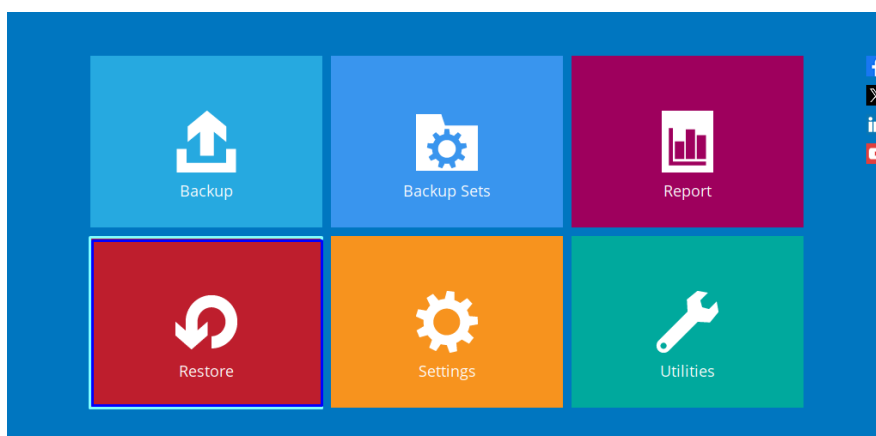 Backup
Backup Sets
Report
Restore
Settings
Utilities